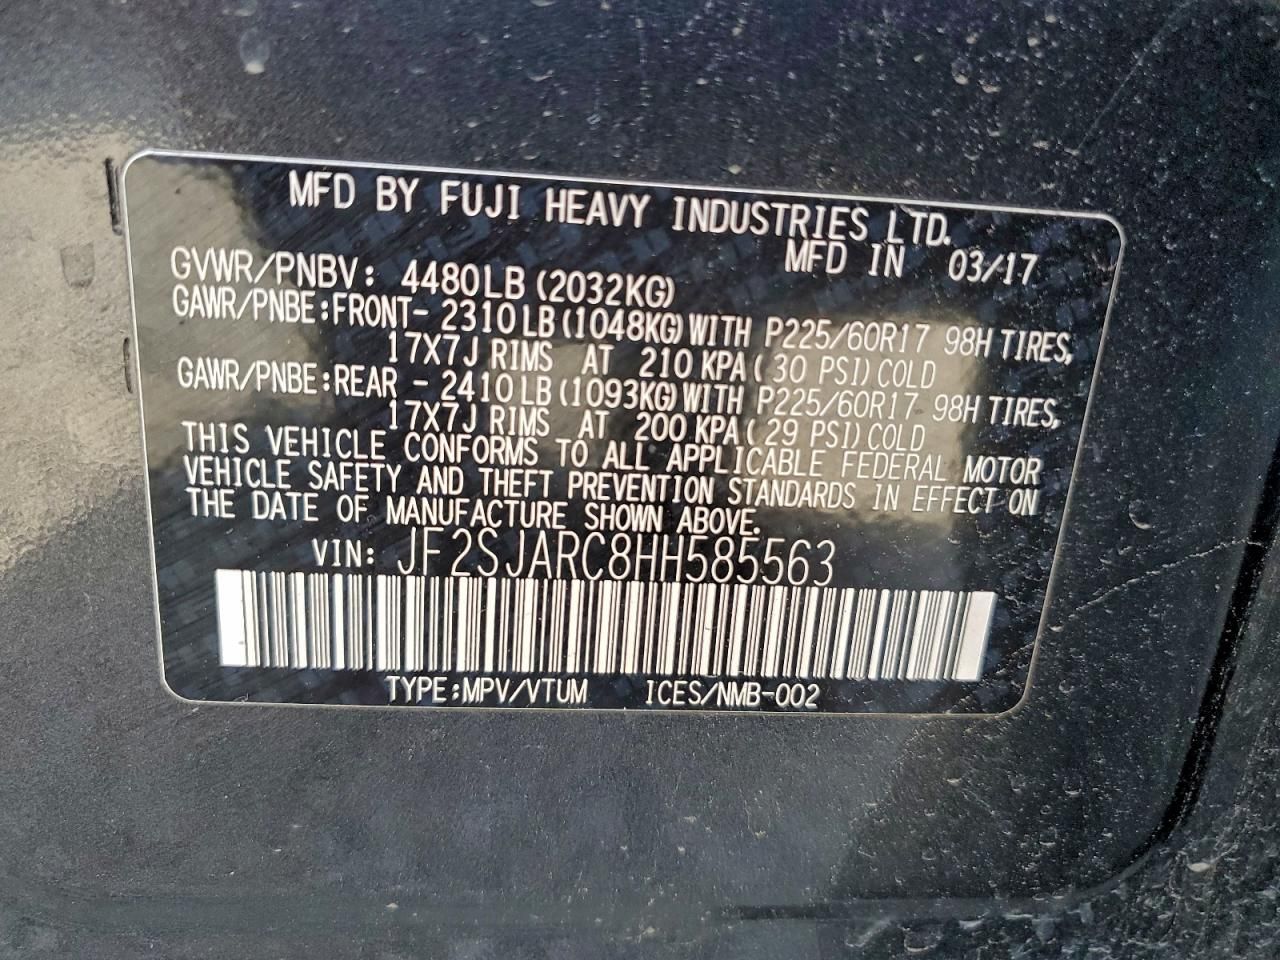 MFD BY FUJI HEAVY INDUSTRIES LTD.
MFD IN 03/17
GVWR/PNBV: 4480LB (2032KG)
GAWR/PNBE:FRONT- 2310LB(1048KG)WITH P225/60R17 98H TIRES,
17X7J RIMS AT 210 KPA( 30 PSI)COLD
GAWR/PNBE:REAR - 2410LB(1093KG)WITH P225/60R17 98H TIRES,
17X7J RIMS AT 200 KPA( 29 PSI)COLD
THIS VEHICLE CONFORMS TO ALL APPLICABLE FEDERAL MOTOR
VEHICLE SAFETY AND THEFT PREVENTION STANDARDS IN EFFECT ON
THE DATE OF MANUFACTURE SHOWN ABOVE.
VIN: JF2SJARC8HH585563
TYPE:MPV/VTUM ICES/NMB-002